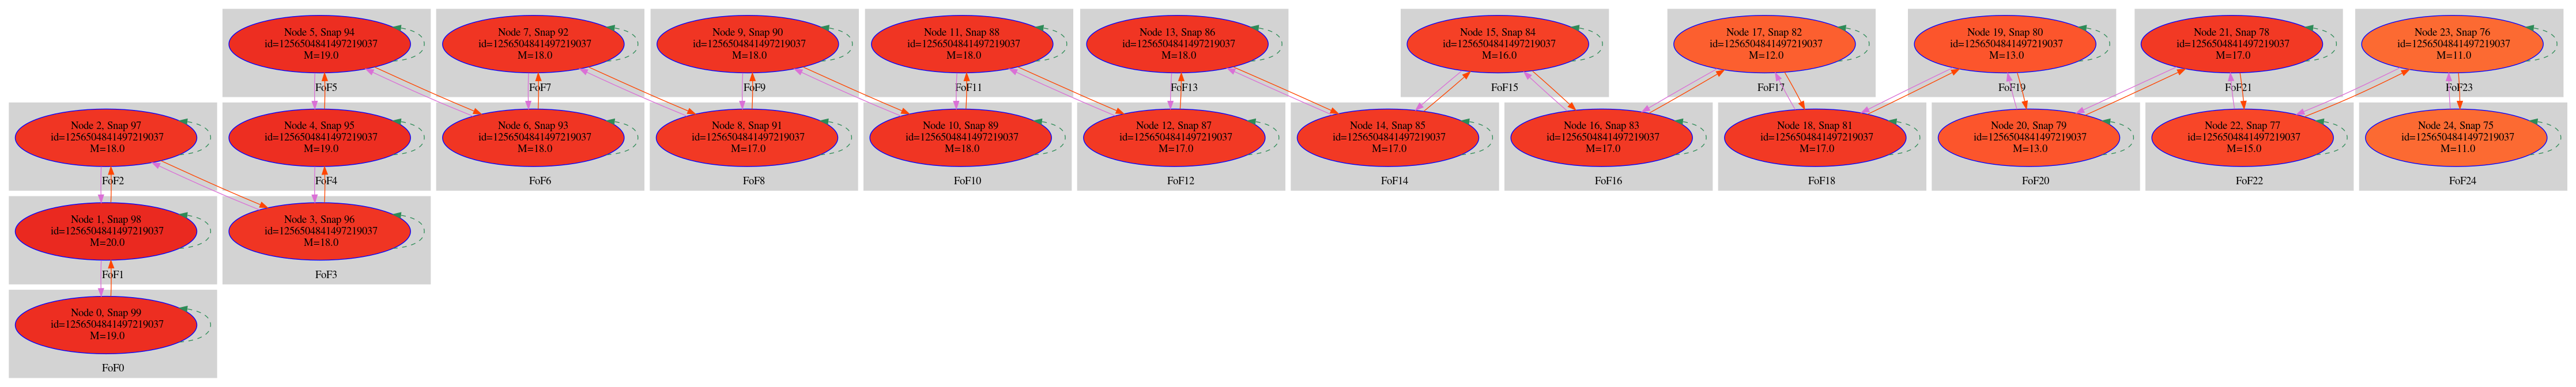 Node 5, Snap 94
id=1256504841497219037
M=19.0
FoF5
Node 7, Snap 92
id=1256504841497219037
M=18.0
FoF7
Node 9, Snap 90
id=1256504841497219037
M=18.0
FoF9
Node 11, Snap 88
id=1256504841497219037
M=18.0
FoF11
Node 13, Snap 86
id=1256504841497219037
M=18.0
FoF13
Node 15, Snap 84
id=1256504841497219037
M=16.0
FoF15
Node 17, Snap 82
id=1256504841497219037
M=12.0
FoF17
Node 19, Snap 80
id=1256504841497219037
M=13.0
FoF19
Node 21, Snap 78
id=1256504841497219037
M=17.0
FoF21
Node 23, Snap 76
id=1256504841497219037
M=11.0
FoF23
Node 2, Snap 97
id=1256504841497219037
M=18.0
FoF2
Node 4, Snap 95
id=1256504841497219037
M=19.0
FoF4
Node 6, Snap 93
id=1256504841497219037
M=18.0
FoF6
Node 8, Snap 91
id=1256504841497219037
M=17.0
FoF8
Node 10, Snap 89
id=1256504841497219037
M=18.0
FoF10
Node 12, Snap 87
id=1256504841497219037
M=17.0
FoF12
Node 14, Snap 85
id=1256504841497219037
M=17.0
FoF14
Node 16, Snap 83
id=1256504841497219037
M=17.0
FoF16
Node 18, Snap 81
id=1256504841497219037
M=17.0
FoF18
Node 20, Snap 79
id=1256504841497219037
M=13.0
FoF20
Node 22, Snap 77
id=1256504841497219037
M=15.0
FoF22
Node 24, Snap 75
id=1256504841497219037
M=11.0
FoF24
Node 1, Snap 98
id=1256504841497219037
M=20.0
FoF1
Node 3, Snap 96
id=1256504841497219037
M=18.0
FoF3
Node 0, Snap 99
id=1256504841497219037
M=19.0
FoF0